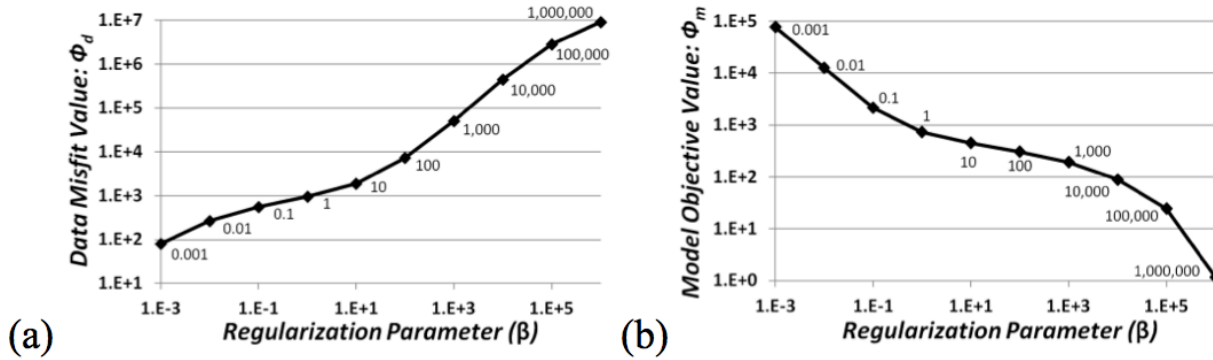 Data Misfit Value: Φd
1.E+7
1.E+6
1.E+5
1.E+4
1.E+3
1.E+2
1.E+1
1,000,000
100,000
10,000
1,000
100
10
1
0.1
0.01
0.001
1.E-3
1.E-1
1.E+1
1.E+3
1.E+5
Regularization Parameter (β)
(a)
Model Objective Value: Φm
1.E+5
1.E+4
1.E+3
1.E+2
1.E+1
1.E+0
0.001
0.01
0.1
1
10
100
1,000
10,000
100,000
1,000,000
1.E-3
1.E-1
1.E+1
1.E+3
1.E+5
Regularization Parameter (β)
(b)